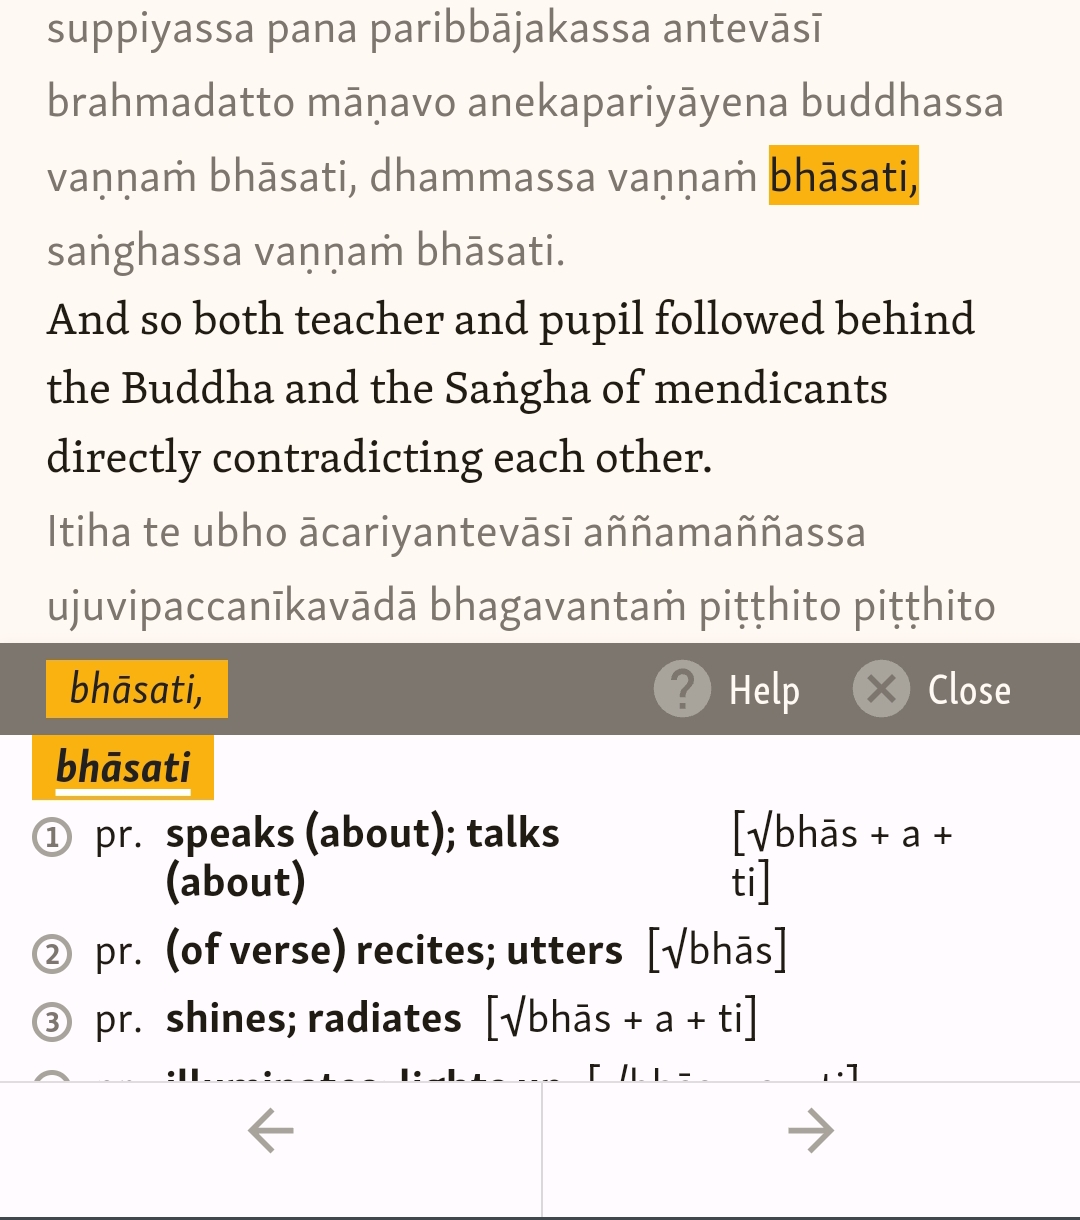 suppiyassa pana paribbājakassa antevāsī
brahmadatto māṇavo anekapariyāyena buddhassa
vaṇṇaṁ bhāsati, dhammassa vaṇṇaṁ bhāsati,
saṅghassa vaṇṇaṁ bhāsati.
And so both teacher and pupil followed behind
the Buddha and the Saṅgha of mendicants
directly contradicting each other.
Itiha te ubho ācariyantevāsī aññamaññassa
ujuvipaccanīkavādā bhagavantaṁ piṭṭhito piṭṭhito
bhāsati, ? Help × Close
bhāsati
1 pr. speaks (about); talks (about) [√bhās + a + ti]
2 pr. (of verse) recites; utters [√bhās]
3 pr. shines; radiates [√bhās + a + ti]
← →